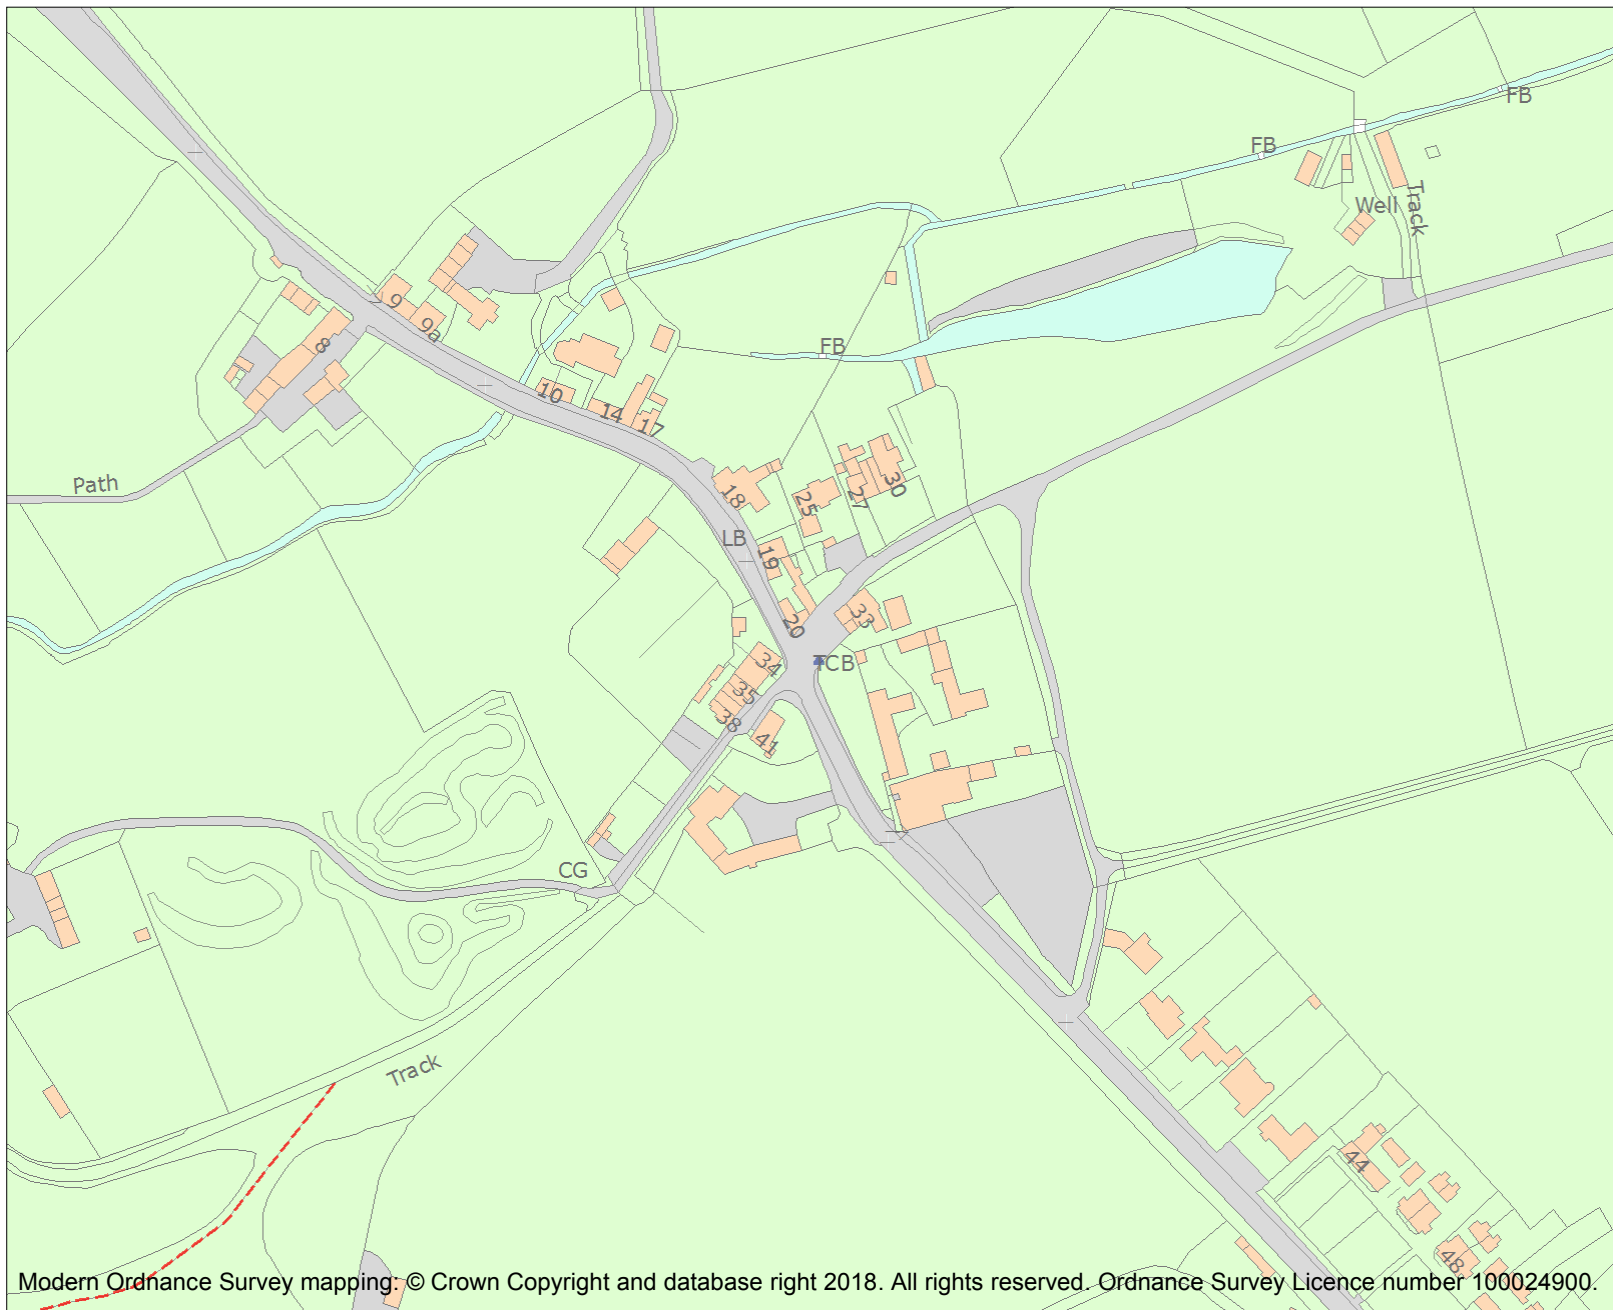 FB
FB
Well
Track
9
9a
8
FB
10
14
17
Path
18
25
27
30
LB
19
20
33
TCB
34
35
38
41
CG
Track
44
48
Modern Ordnance Survey mapping: © Crown Copyright and database right 2018. All rights reserved. Ordnance Survey Licence number 100024900.